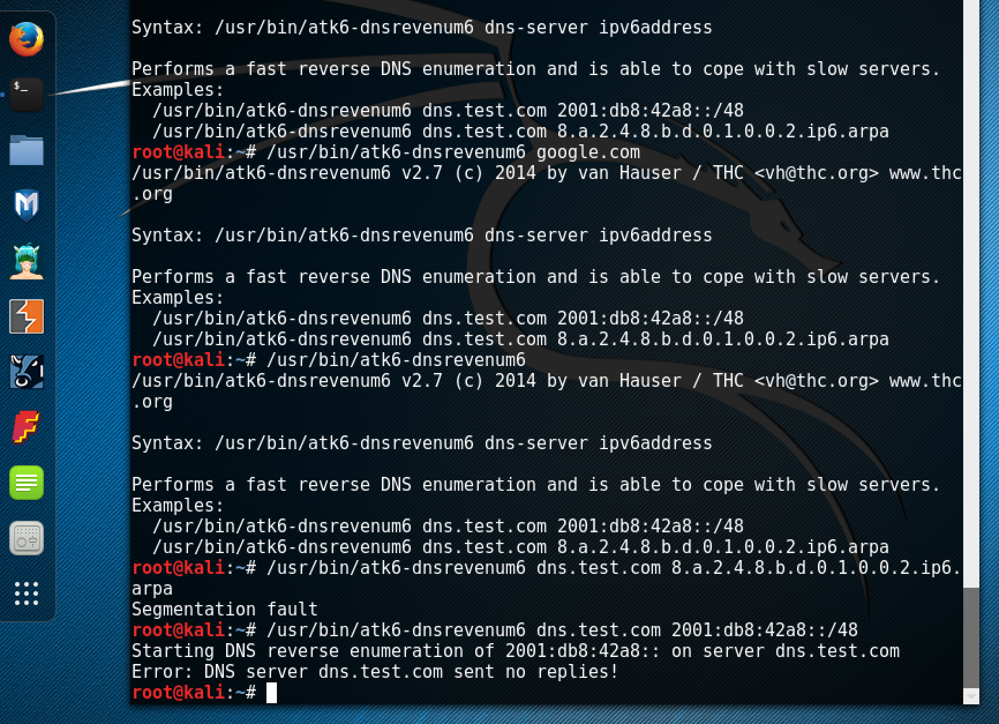 Syntax: /usr/bin/atk6-dnsrevenum6 dns-server ipv6address
Performs a fast reverse DNS enumeration and is able to cope with slow servers.
Examples:
/usr/bin/atk6-dnsrevenum6 dns.test.com 2001:db8:42a8::/48
/usr/bin/atk6-dnsrevenum6 dns.test.com 8.a.2.4.8.b.d.0.1.0.0.2.ip6.arpa
root@kali:~# /usr/bin/atk6-dnsrevenum6 google.com
/usr/bin/atk6-dnsrevenum6 v2.7 (c) 2014 by van Hauser / THC <vh@thc.org> www.thc
.org
Syntax: /usr/bin/atk6-dnsrevenum6 dns-server ipv6address
Performs a fast reverse DNS enumeration and is able to cope with slow servers.
Examples:
/usr/bin/atk6-dnsrevenum6 dns.test.com 2001:db8:42a8::/48
/usr/bin/atk6-dnsrevenum6 dns.test.com 8.a.2.4.8.b.d.0.1.0.0.2.ip6.arpa
root@kali:~# /usr/bin/atk6-dnsrevenum6
/usr/bin/atk6-dnsrevenum6 v2.7 (c) 2014 by van Hauser / THC <vh@thc.org> www.thc
.org
Syntax: /usr/bin/atk6-dnsrevenum6 dns-server ipv6address
Performs a fast reverse DNS enumeration and is able to cope with slow servers.
Examples:
/usr/bin/atk6-dnsrevenum6 dns.test.com 2001:db8:42a8::/48
/usr/bin/atk6-dnsrevenum6 dns.test.com 8.a.2.4.8.b.d.0.1.0.0.2.ip6.arpa
root@kali:~# /usr/bin/atk6-dnsrevenum6 dns.test.com 8.a.2.4.8.b.d.0.1.0.0.2.ip6.
arpa
Segmentation fault
root@kali:~# /usr/bin/atk6-dnsrevenum6 dns.test.com 2001:db8:42a8::/48
Starting DNS reverse enumeration of 2001:db8:42a8:: on server dns.test.com
Error: DNS server dns.test.com sent no replies!
root@kali:~#